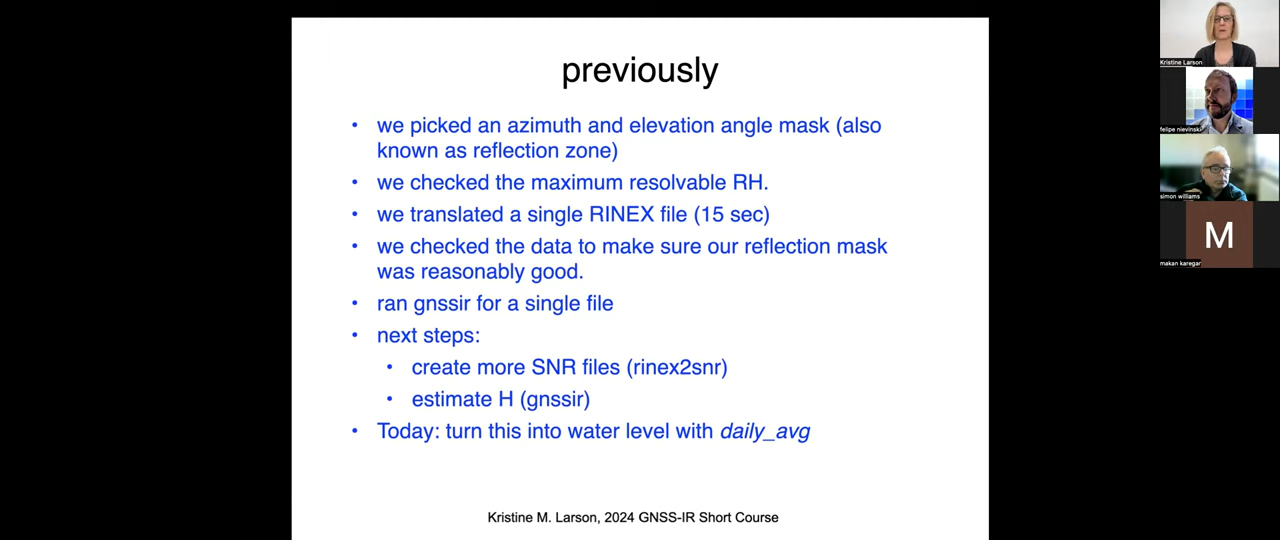 previously
• we picked an azimuth and elevation angle mask (also
known as reflection zone)
• we checked the maximum resolvable RH.
• we translated a single RINEX file (15 sec)
• we checked the data to make sure our reflection mask
was reasonably good.
• ran gnssir for a single file
• next steps:
• create more SNR files (rinex2snr)
• estimate H (gnssir)
• Today: turn this into water level with daily_avg
Kristine M. Larson, 2024 GNSS-IR Short Course
Kristine Larson
felipe nievinski
simon williams
M
makan karegar